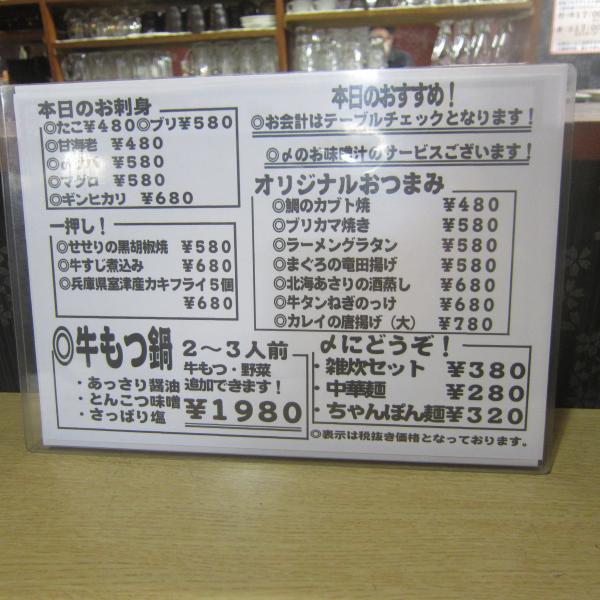 本日のお刺身
◎たこ¥480◎ブリ¥580
◎甘海老 ¥480
◎〆サバ ¥580
◎マグロ ¥580
◎ギンヒカリ ¥680
一押し!
◎せせりの黒胡椒焼 ¥580
◎牛すじ煮込み ¥680
◎兵庫県室津産カキフライ5個
¥680
◎牛もつ鍋 2〜3人前
牛もつ・野菜
追加できます!
・あっさり醤油
・とんこつ味噌
・さっぱり塩
¥1980
本日のおすすめ!
◎お会計はテーブルチェックとなります!
◎〆のお味噌汁のサービスございます!
オリジナルおつまみ
◎鯛のカブト焼 ¥480
◎ブリカマ焼き ¥580
◎ラーメングラタン ¥580
◎まぐろの竜田揚げ ¥580
◎北海あさりの酒蒸し ¥680
◎牛タンねぎのっけ ¥680
◎カレイの唐揚げ(大) ¥780
〆にどうぞ!
・雑炊セット ¥380
・中華麺 ¥280
・ちゃんぽん麺¥320
◎表示は税抜き価格となっております。